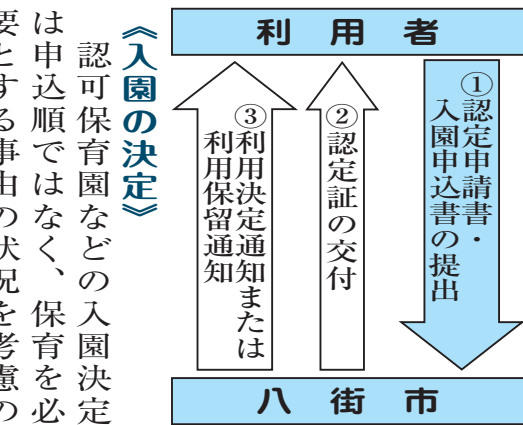 利用者
①認定申請書・
入園申込書の提出
②認定証の交付
③利用決定通知または
利用保留通知
八街市
《入園の決定》
認可保育園などの入園決定
は申込順ではなく、保育を必
要とする事由の状況を考慮の